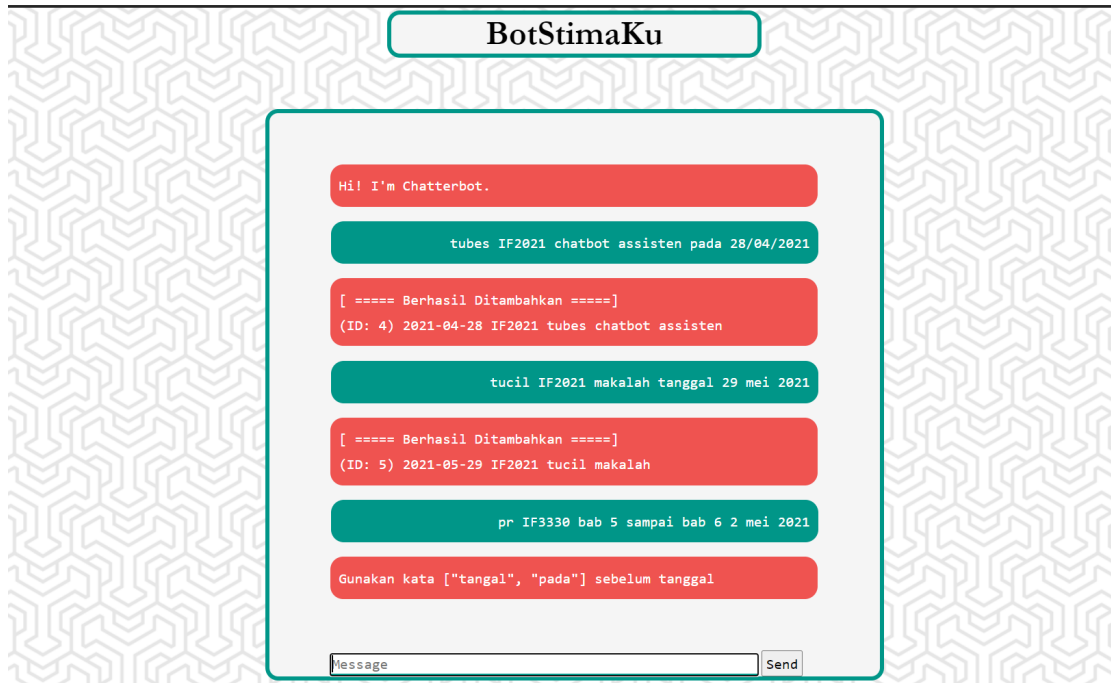 BotStimaKu
Hi! I'm Chatterbot.
tubes IF2021 chatbot assisten pada 28/04/2021
[ ===== Berhasil Ditambahkan =====]
(ID: 4) 2021-04-28 IF2021 tubes chatbot assisten
tucil IF2021 makalah tanggal 29 mei 2021
[ ===== Berhasil Ditambahkan =====]
(ID: 5) 2021-05-29 IF2021 tucil makalah
pr IF3330 bab 5 sampai bab 6 2 mei 2021
Gunakan kata ["tangal", "pada"] sebelum tanggal
Message Send